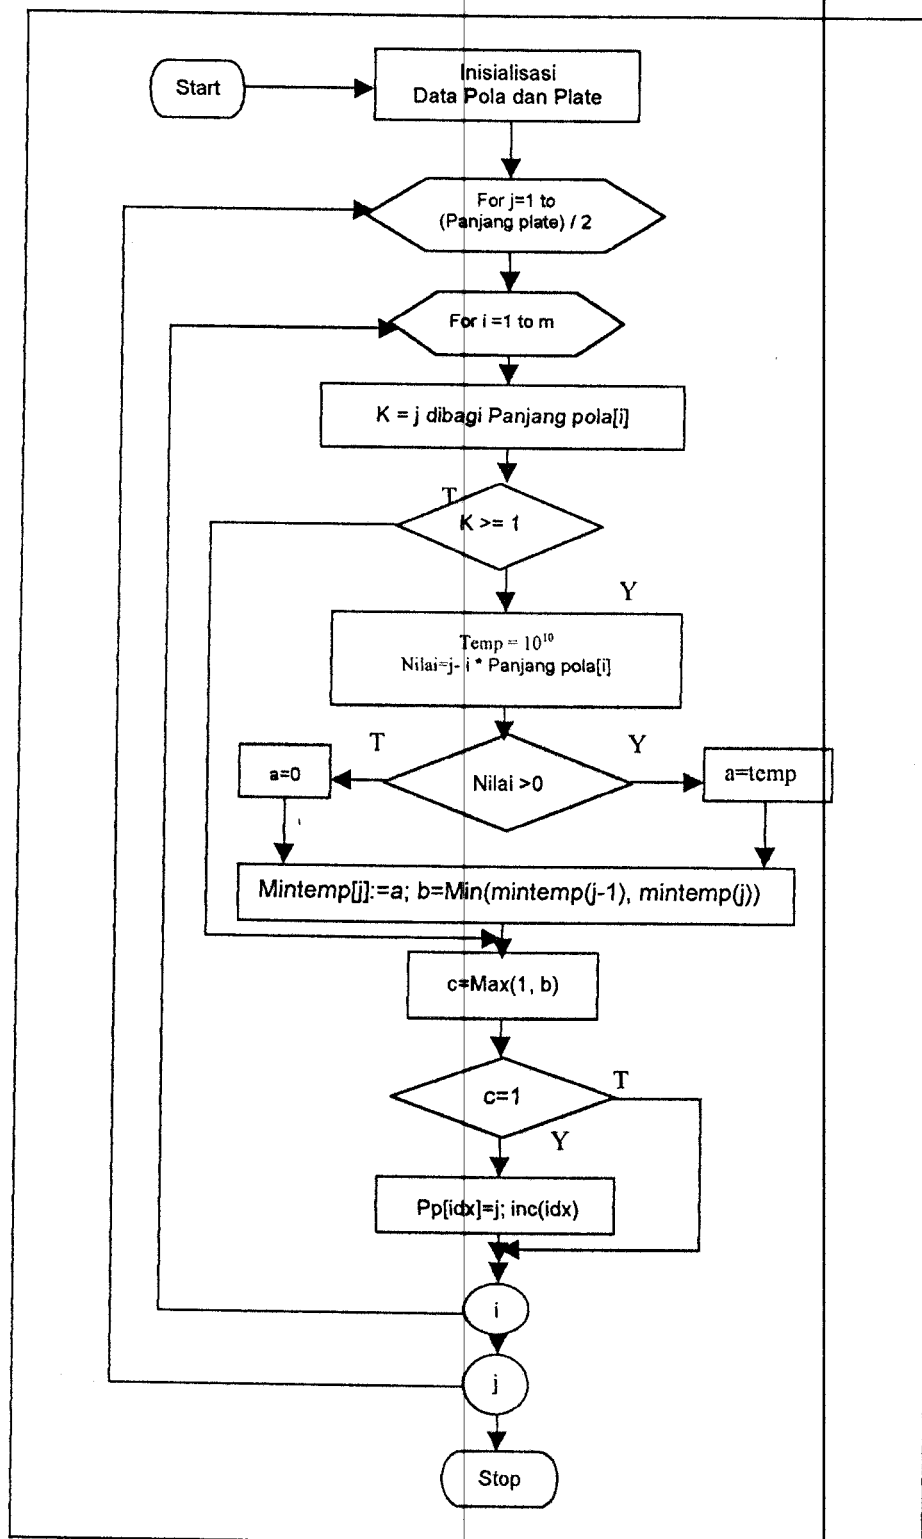 Start
Inisialisasi
Data Pola dan Plate
For j=1 to
(Panjang plate) / 2
For i =1 to m
K = j dibagi Panjang pola[i]
T
K >= 1
Y
Temp = 10¹⁰
Nilai=j- i * Panjang pola[i]
T
Y
a=0
Nilai >0
a=temp
Mintemp[j]:=a; b=Min(mintemp(j-1), mintemp(j))
c=Max(1, b)
c=1
T
Y
Pp[idx]=j; inc(idx)
i
j
Stop